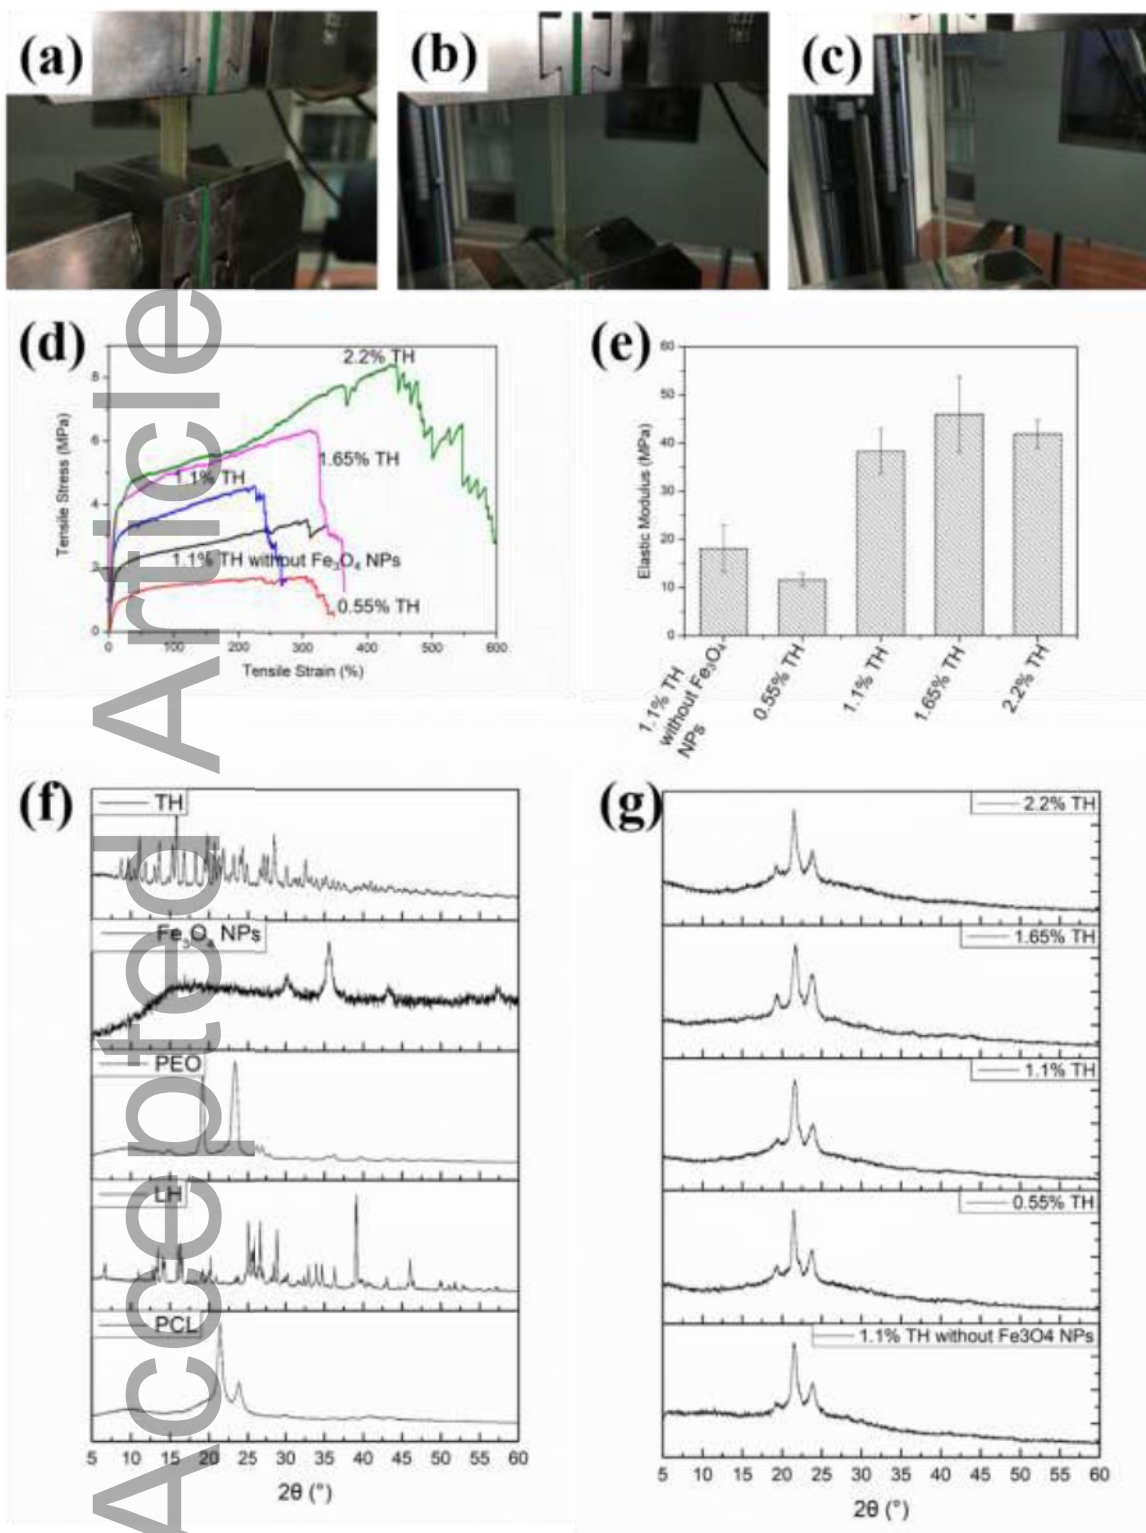 (a)
(b)
(c)
(d)
2.2% TH
1.65% TH
1.1% TH
1.1% TH without Fe₃O₄ NPs
0.55% TH
Tensile Stress (MPa)
8
6
4
2
0
0 100 200 300 400 500 600
Tensile Strain (%)
(e)
Elastic Modulus (MPa)
60
50
40
30
20
10
0
1.1% TH
without Fe₃O₄
NPs
0.55% TH
1.1% TH
1.65% TH
2.2% TH
(f)
TH
Fe₃O₄ NPs
PEO
LH
PCL
5 10 15 20 25 30 35 40 45 50 55 60
2θ (°)
(g)
2.2% TH
1.65% TH
1.1% TH
0.55% TH
1.1% TH without Fe3O4 NPs
5 10 15 20 25 30 35 40 45 50 55 60
2θ (°)
Accepted Article